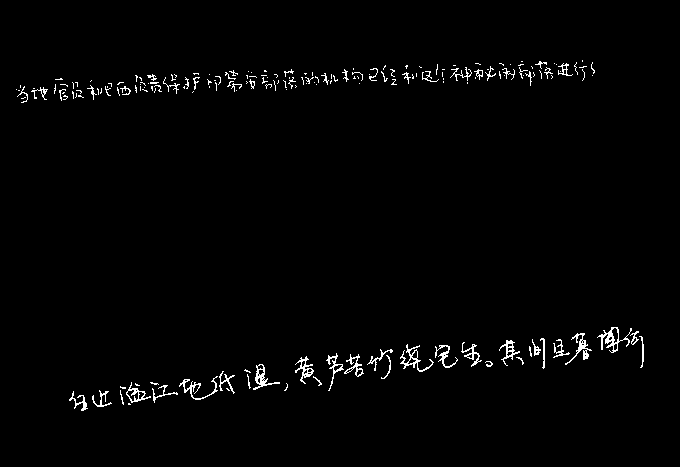 当地官员和巴西负责保护印第安部落的机构已经和这个神秘的部落进行
住近湓江地低湿，黄芦苦竹绕宅生。其间旦暮闻何